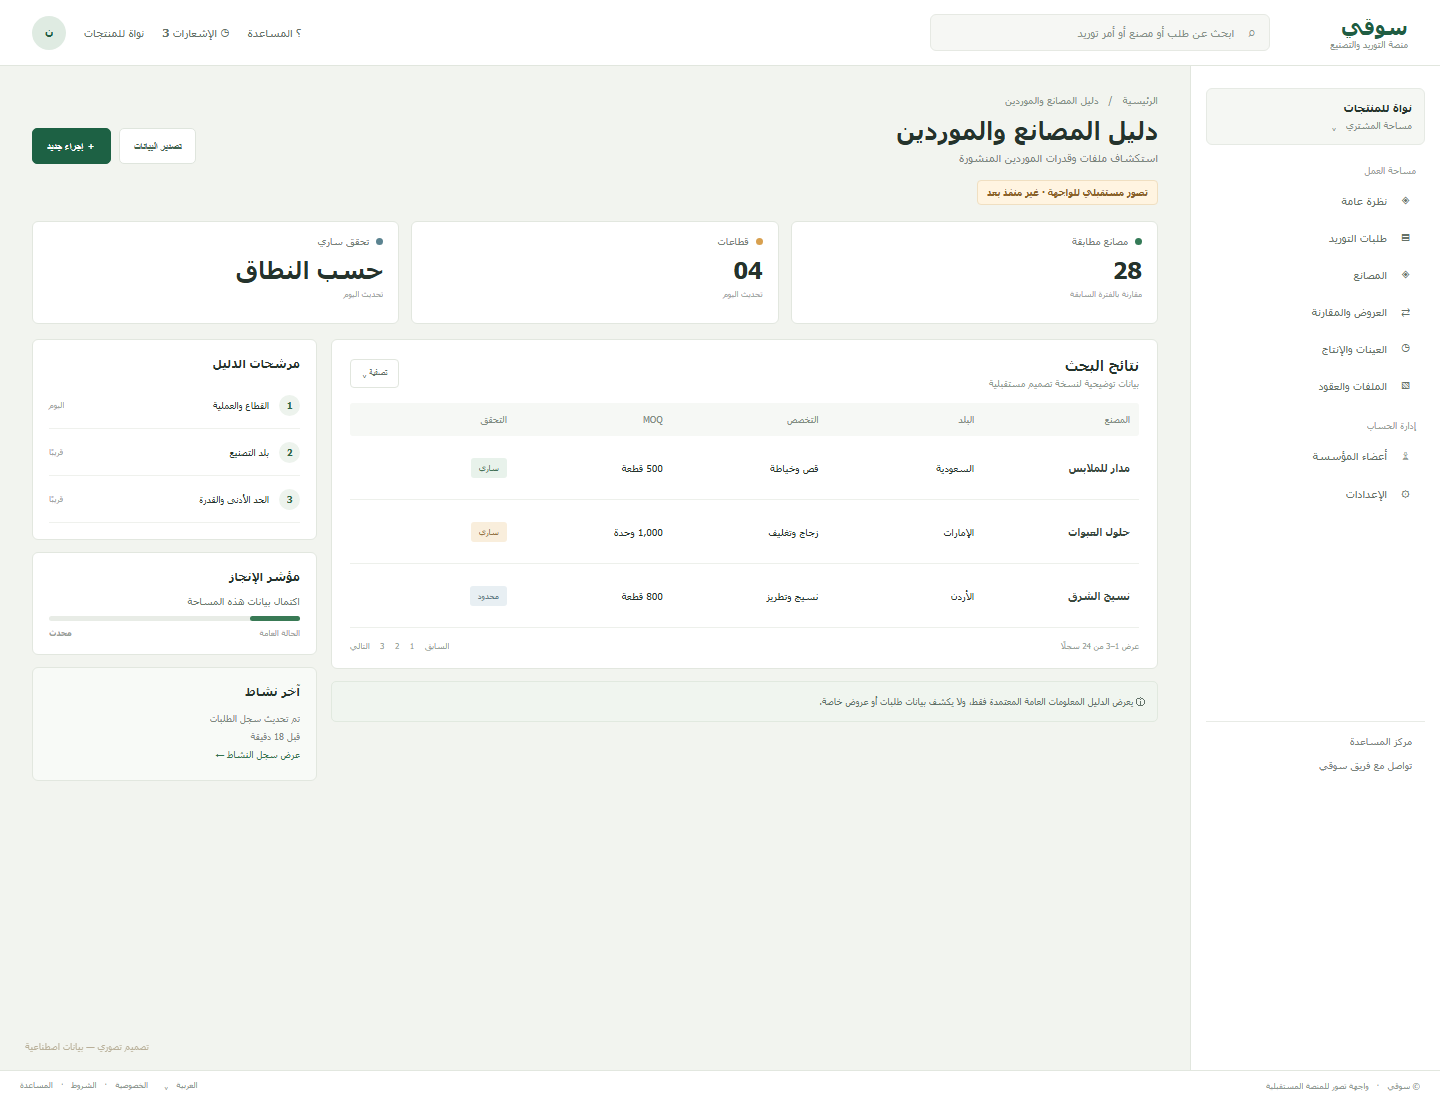 سوقي
منصة التوريد والتصنيع
ابحث عن طلب أو مصنع أو أمر توريد
؟ المساعدة
الإشعارات 3
نواة للمنتجات
ن
نواة للمنتجات
مساحة المشتري
مساحة العمل
نظرة عامة
طلبات التوريد
المصانع
العروض والمقارنة
العينات والإنتاج
الملفات والعقود
إدارة الحساب
أعضاء المؤسسة
الإعدادات
مركز المساعدة
تواصل مع فريق سوقي
الرئيسية / دليل المصانع والموردين
دليل المصانع والموردين
استكشاف ملفات وقدرات الموردين المنشورة
تصور مستقبلي للواجهة • غير منفذ بعد
تصدير البيانات
+ إجراء جديد
مصانع مطابقة
28
مقارنة بالفترة السابقة
قطاعات
04
تحديث اليوم
تحقق ساري
حسب النطاق
تحديث اليوم
نتائج البحث
بيانات توضيحية لنسخة تصميم مستقبلية
تصفية
المصنع البلد التخصص MOQ التحقق
مدار للملابس السعودية قص وخياطة 500 قطعة ساري
حلول العبوات الإمارات زجاج وتغليف 1,000 وحدة ساري
نسيج الشرق الأردن نسيج وتطريز 800 قطعة محدود
عرض 1–3 من 24 سجلًا
السابق 1 2 3 التالي
يعرض الدليل المعلومات العامة المعتمدة فقط، ولا يكشف بيانات طلبات أو عروض خاصة.
مرشحات الدليل
1 القطاع والعملية اليوم
2 بلد التصنيع قريبًا
3 الحد الأدنى والقدرة قريبًا
مؤشر الإنجاز
اكتمال بيانات هذه المساحة
الحالة العامة محدث
آخر نشاط
تم تحديث سجل الطلبات
قبل 18 دقيقة
عرض سجل النشاط ←
تصميم تصوري — بيانات اصطناعية
© سوقي · واجهة تصور للمنصة المستقبلية
العربية الخصوصية · الشروط · المساعدة